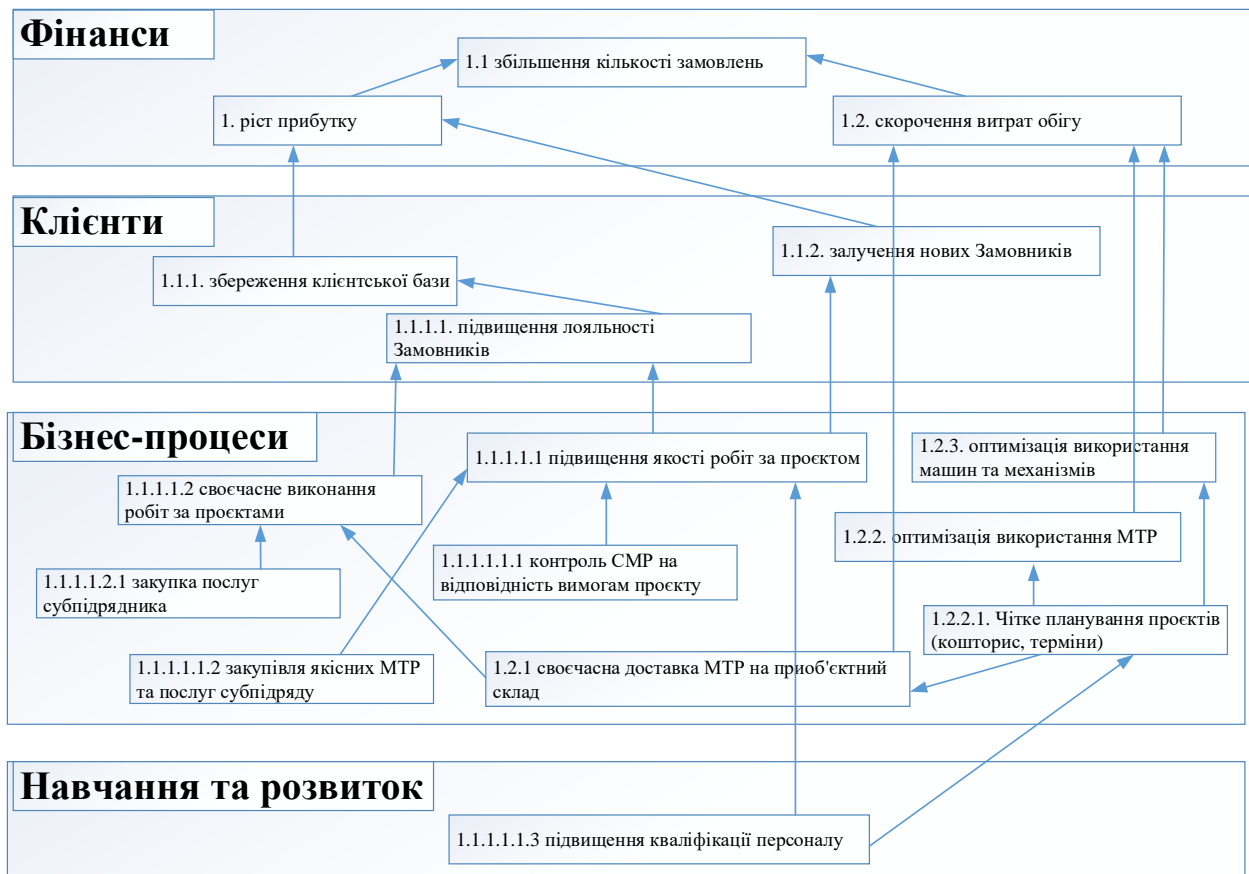 Фінанси
1.1 збільшення кількості замовлень
1. ріст прибутку
1.2. скорочення витрат обігу
Клієнти
1.1.2. залучення нових Замовників
1.1.1. збереження клієнтської бази
1.1.1.1. підвищення лояльності
Замовників
Бізнес-процеси
1.1.1.1.1 підвищення якості робіт за проєктом
1.2.3. оптимізація використання
машин та механізмів
1.1.1.1.2 своєчасне виконання
робіт за проєктами
1.2.2. оптимізація використання МТР
1.1.1.1.1.1 контроль СМР на
відповідність вимогам проєкту
1.1.1.1.2.1 закупка послуг
субпідрядника
1.2.2.1. Чітке планування проєктів
(кошторис, терміни)
1.1.1.1.1.2 закупівля якісних МТР
та послуг субпідряду
1.2.1 своєчасна доставка МТР на приоб'єктний
склад
Навчання та розвиток
1.1.1.1.1.3 підвищення кваліфікації персоналу